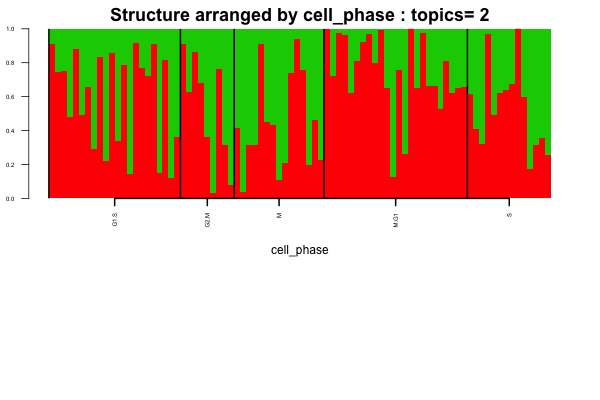 Structure arranged by cell_phase : topics= 2
1.0
0.8
0.6
0.4
0.2
0.0
G1.S
G2.M
M
M.G1
S
cell_phase